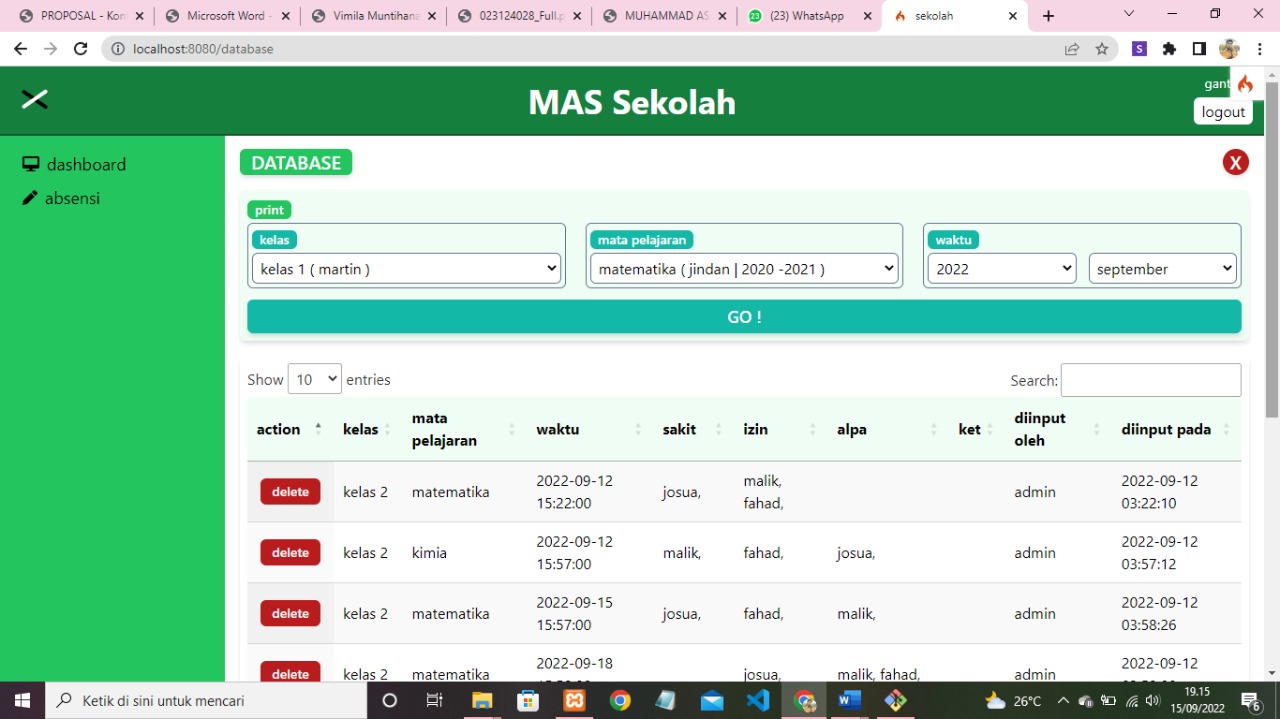 PROPOSAL - Kon
Microsoft Word -
Vimila Muntihana
023124028_Full.p
MUHAMMAD AS
(23) WhatsApp
sekolah
localhost:8080/database
MAS Sekolah
gant
logout
dashboard
absensi
DATABASE
X
print
kelas
mata pelajaran
waktu
kelas 1 ( martin )
matematika ( jindan | 2020 -2021 )
2022
september
GO !
Show 10 entries
Search:
action kelas mata pelajaran waktu sakit izin alpa ket diinput oleh diinput pada
delete kelas 2 matematika 2022-09-12 15:22:00 josua, malik, fahad, admin 2022-09-12 03:22:10
delete kelas 2 kimia 2022-09-12 15:57:00 malik, fahad, josua, admin 2022-09-12 03:57:12
delete kelas 2 matematika 2022-09-15 15:57:00 josua, fahad, malik, admin 2022-09-12 03:58:26
delete kelas 2 matematika 2022-09-18 josua, malik, fahad, admin 2022-09-12
Ketik di sini untuk mencari
26°C
19.15
15/09/2022
6